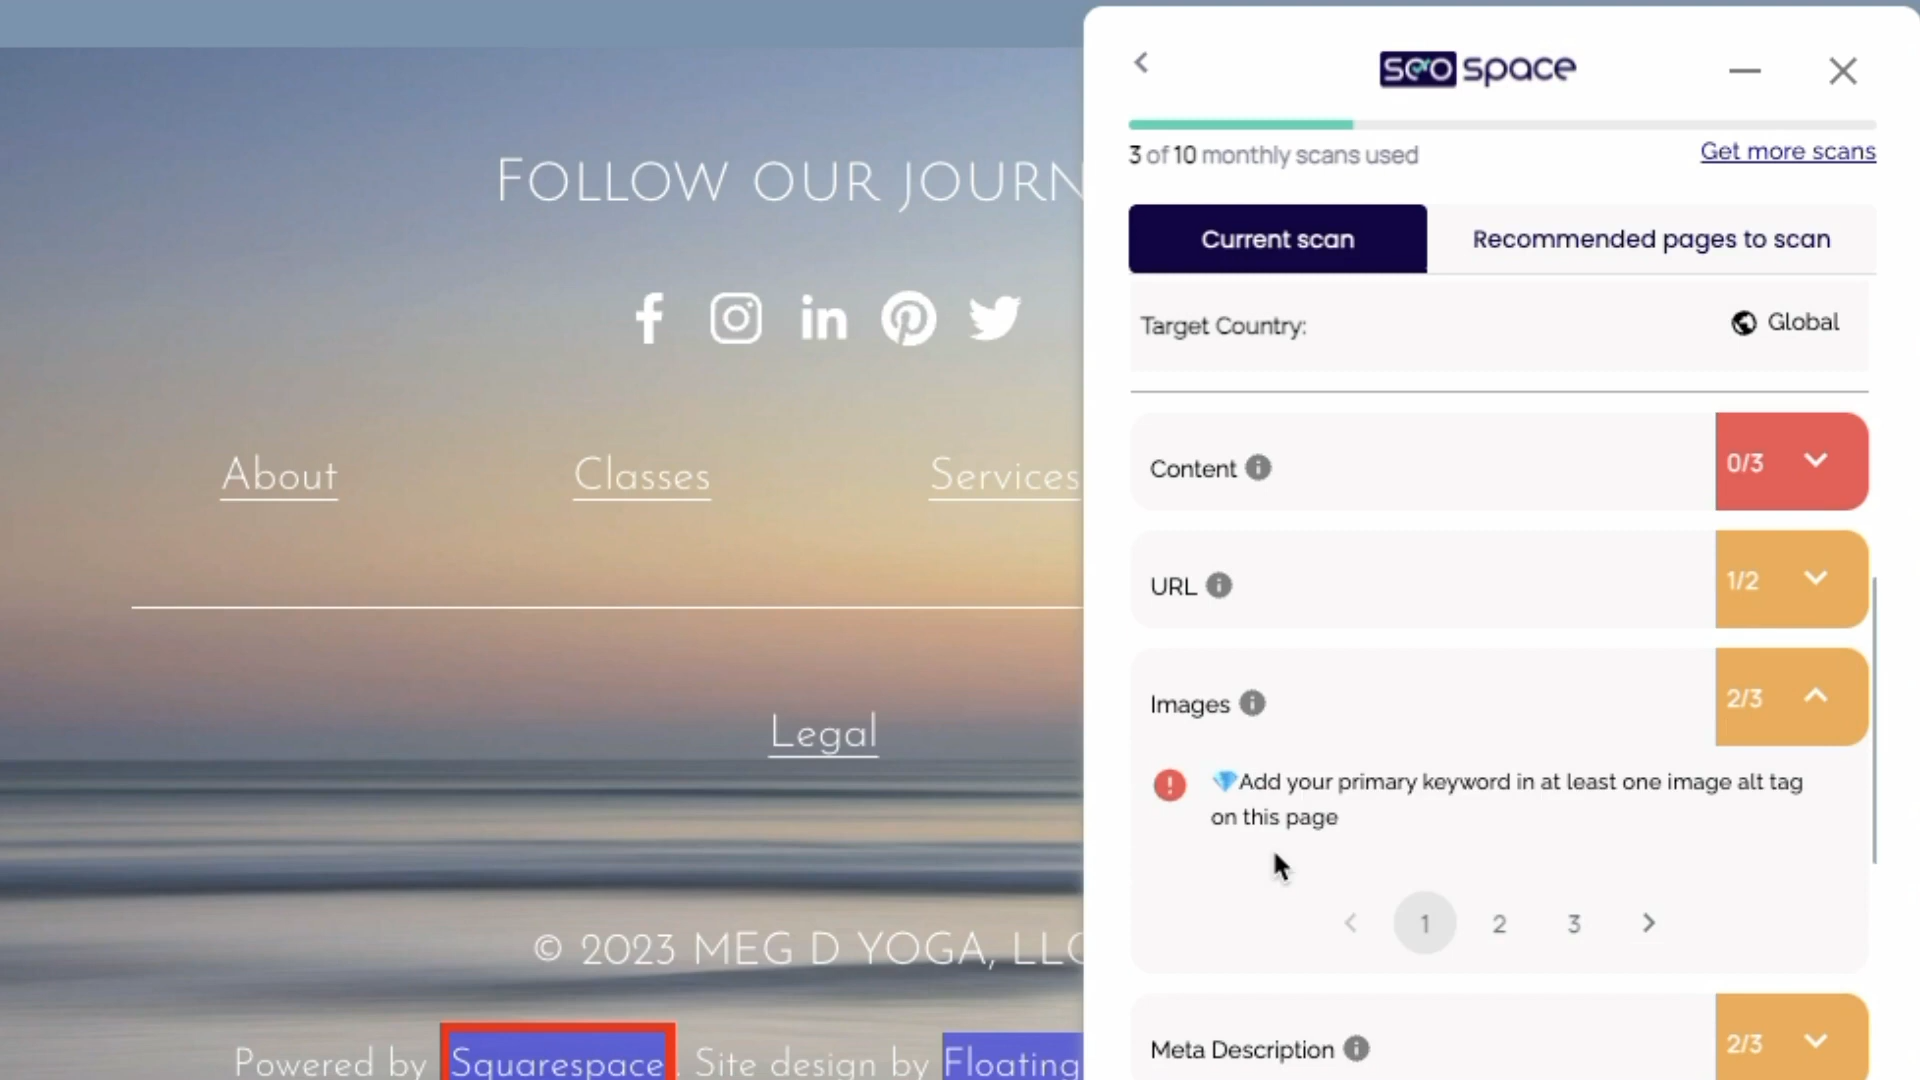 FOLLOW OUR JOURN
About
Classes
Services
Legal
© 2023 MEG D YOGA, LLC
Powered by Squarespace. Site design by Floating
seo space
3 of 10 monthly scans used
Get more scans
Current scan
Recommended pages to scan
Target Country:
Global
Content
0/3
URL
1/2
Images
2/3
Add your primary keyword in at least one image alt tag
on this page
1 2 3
Meta Description
2/3